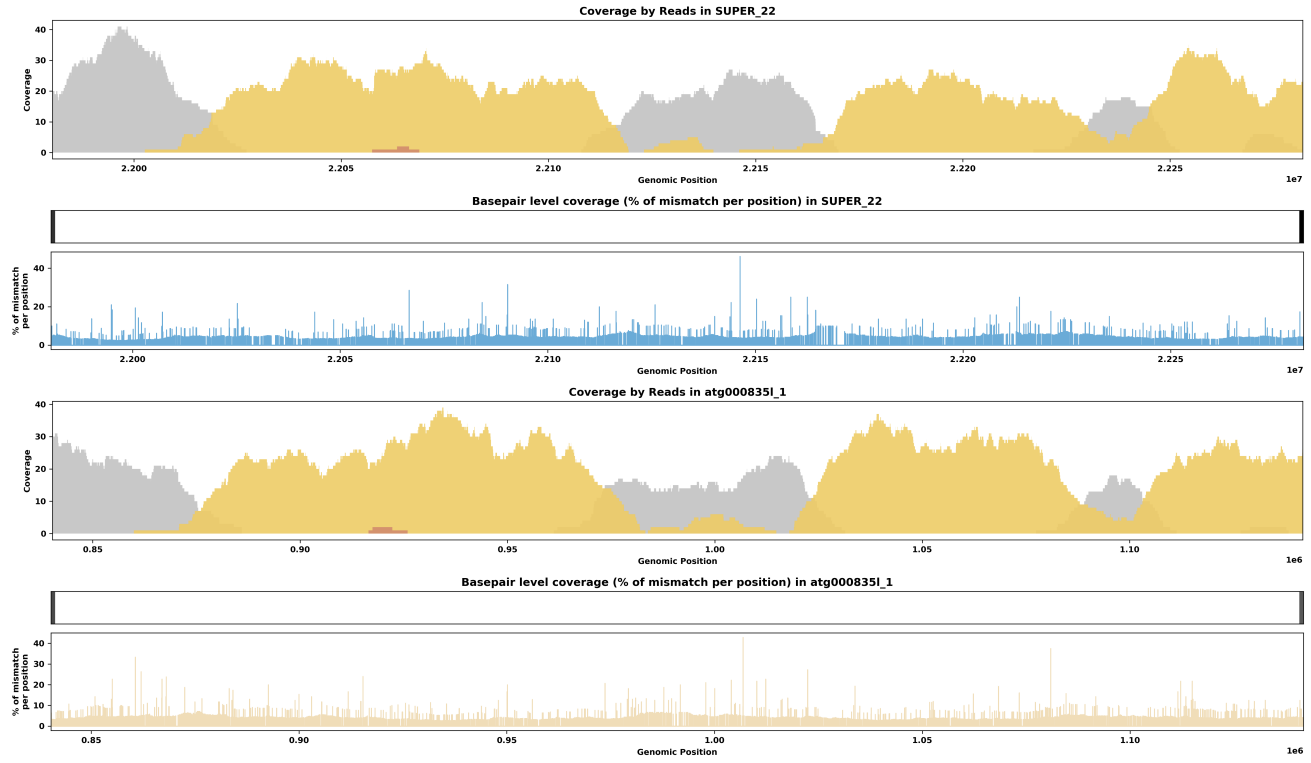 Coverage by Reads in SUPER_22
Coverage
40
30
20
10
0
2.200 2.205 2.210 2.215 2.220 2.225
Genomic Position
1e7
Basepair level coverage (% of mismatch per position) in SUPER_22
% of mismatch
per position
40
20
0
2.200 2.205 2.210 2.215 2.220 2.225
Genomic Position
1e7
Coverage by Reads in atg000835l_1
Coverage
40
30
20
10
0
0.85 0.90 0.95 1.00 1.05 1.10
Genomic Position
1e6
Basepair level coverage (% of mismatch per position) in atg000835l_1
% of mismatch
per position
40
30
20
10
0
0.85 0.90 0.95 1.00 1.05 1.10
Genomic Position
1e6